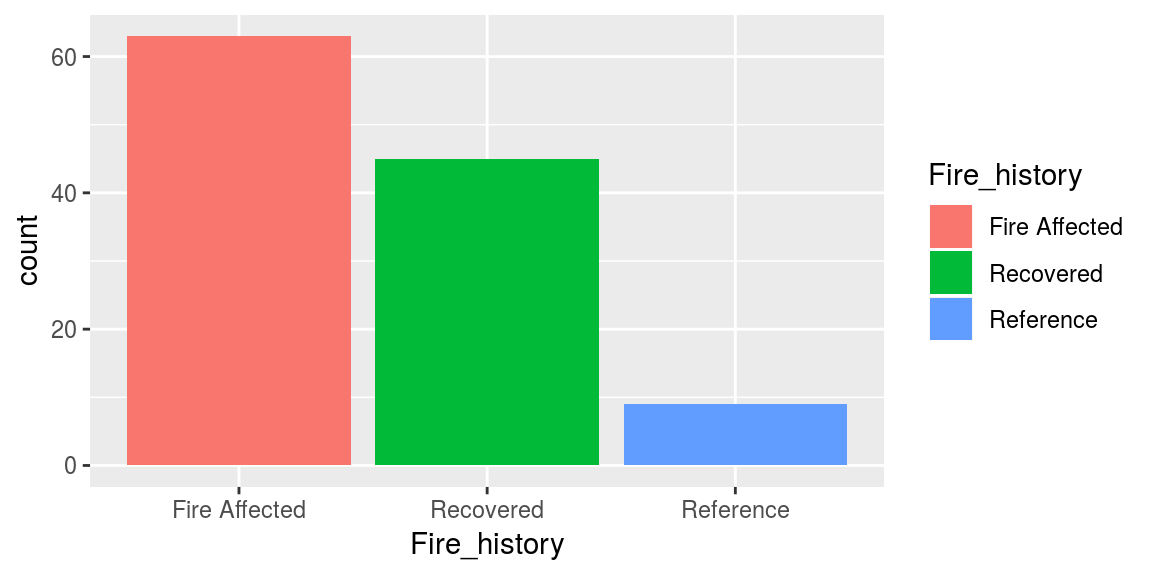 60
40
20
0
count
Fire Affected
Recovered
Reference
Fire_history
Fire_history
Fire Affected
Recovered
Reference